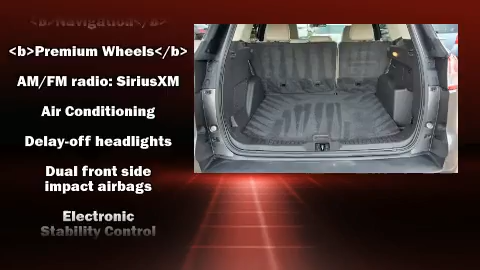 <b>Navigation</b>
<b>Premium Wheels</b>
AM/FM radio: SiriusXM
Air Conditioning
Delay-off headlights
Dual front side
impact airbags
Electronic
Stability Control